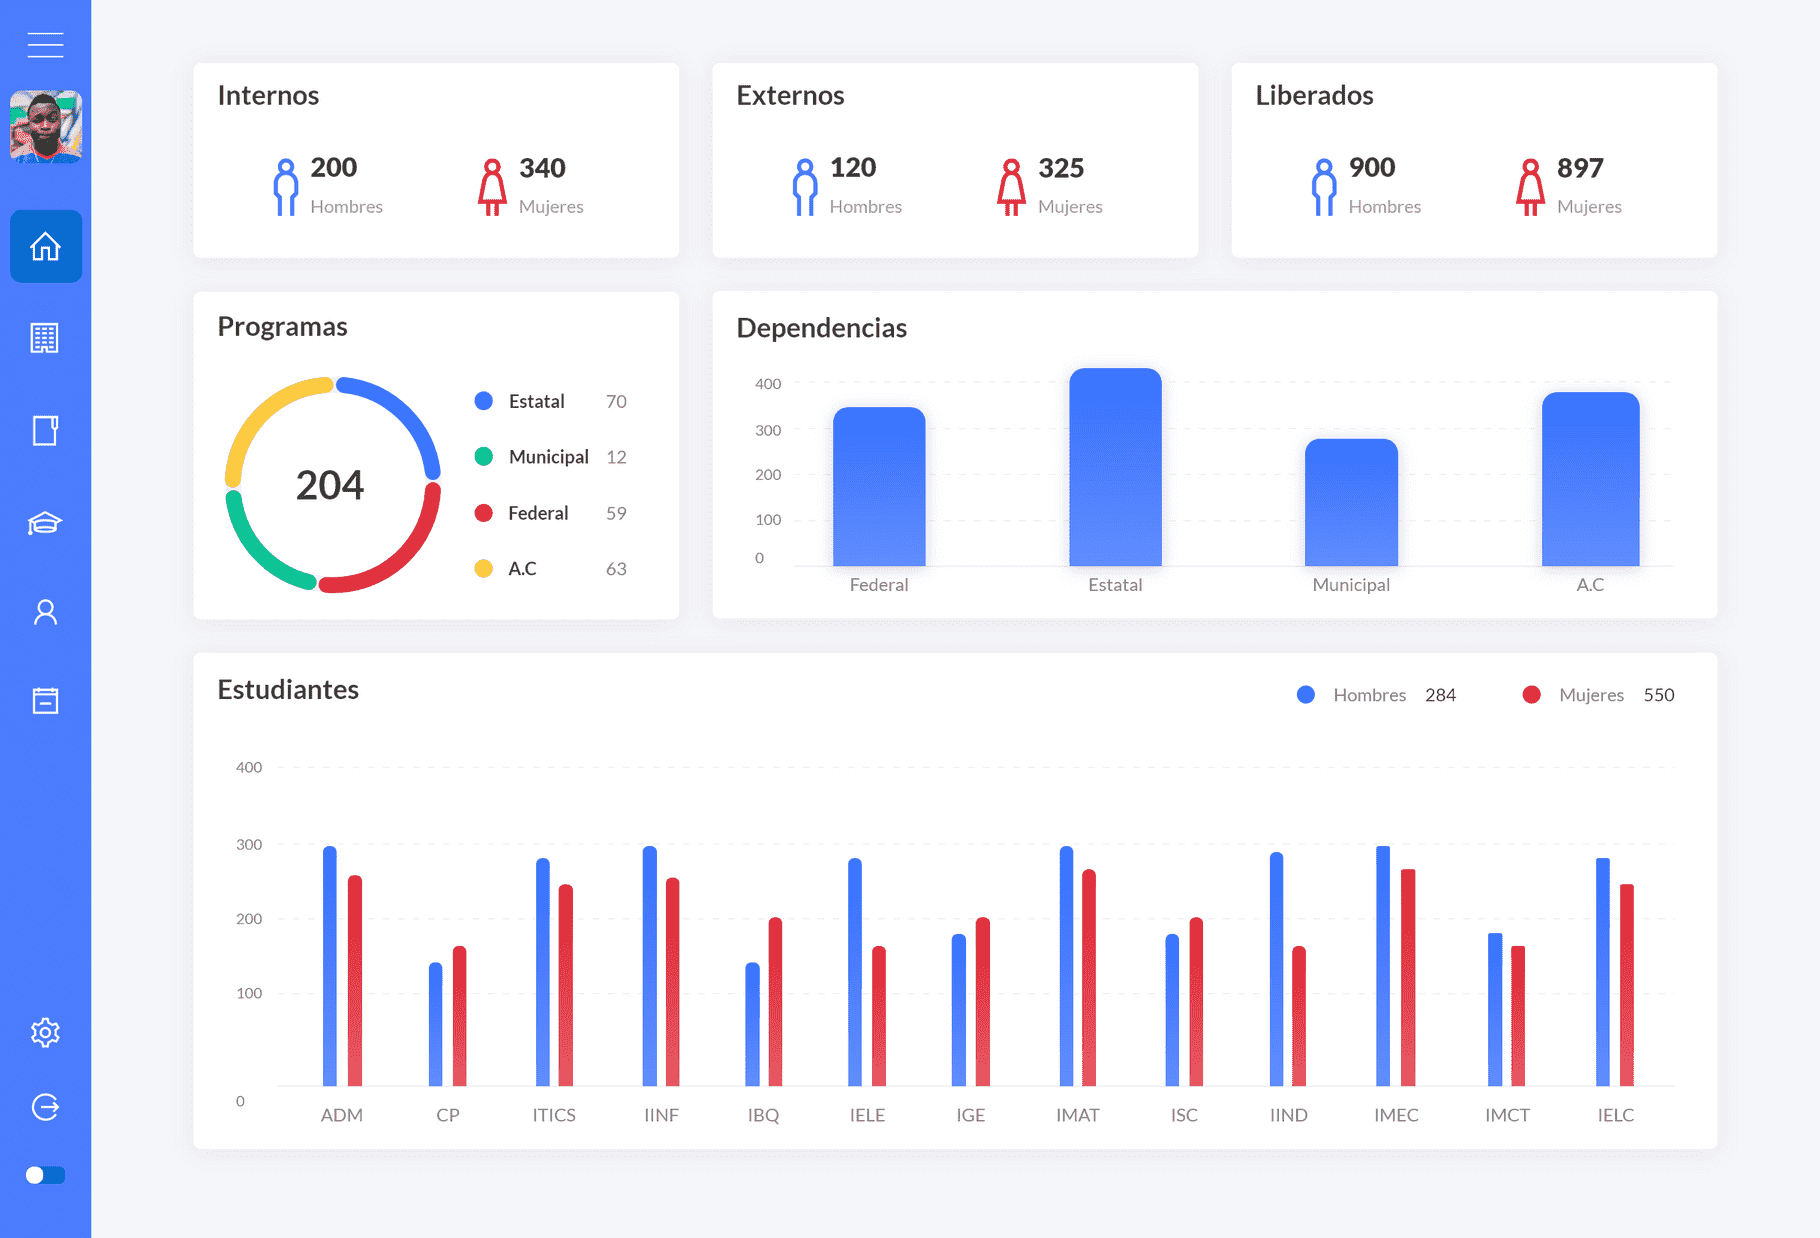 Internos
200
Hombres
340
Mujeres
Externos
120
Hombres
325
Mujeres
Liberados
900
Hombres
897
Mujeres
Programas
204
Estatal 70
Municipal 12
Federal 59
A.C 63
Dependencias
400
300
200
100
0
Federal Estatal Municipal A.C
Estudiantes
Hombres 284 Mujeres 550
400
300
200
100
0
ADM CP ITICS IINF IBQ IELE IGE IMAT ISC IIND IMEC IMCT IELC